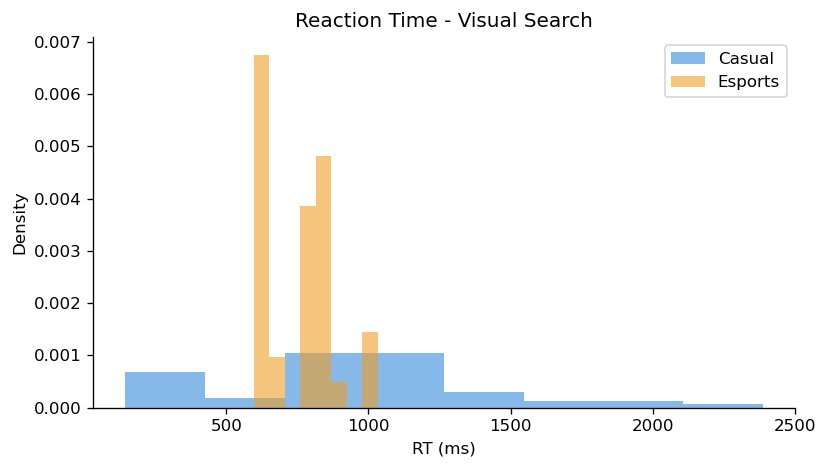 Reaction Time - Visual Search
0.007
0.006
0.005
0.004
0.003
0.002
0.001
0.000
Density
Casual
Esports
500
1000
1500
2000
2500
RT (ms)